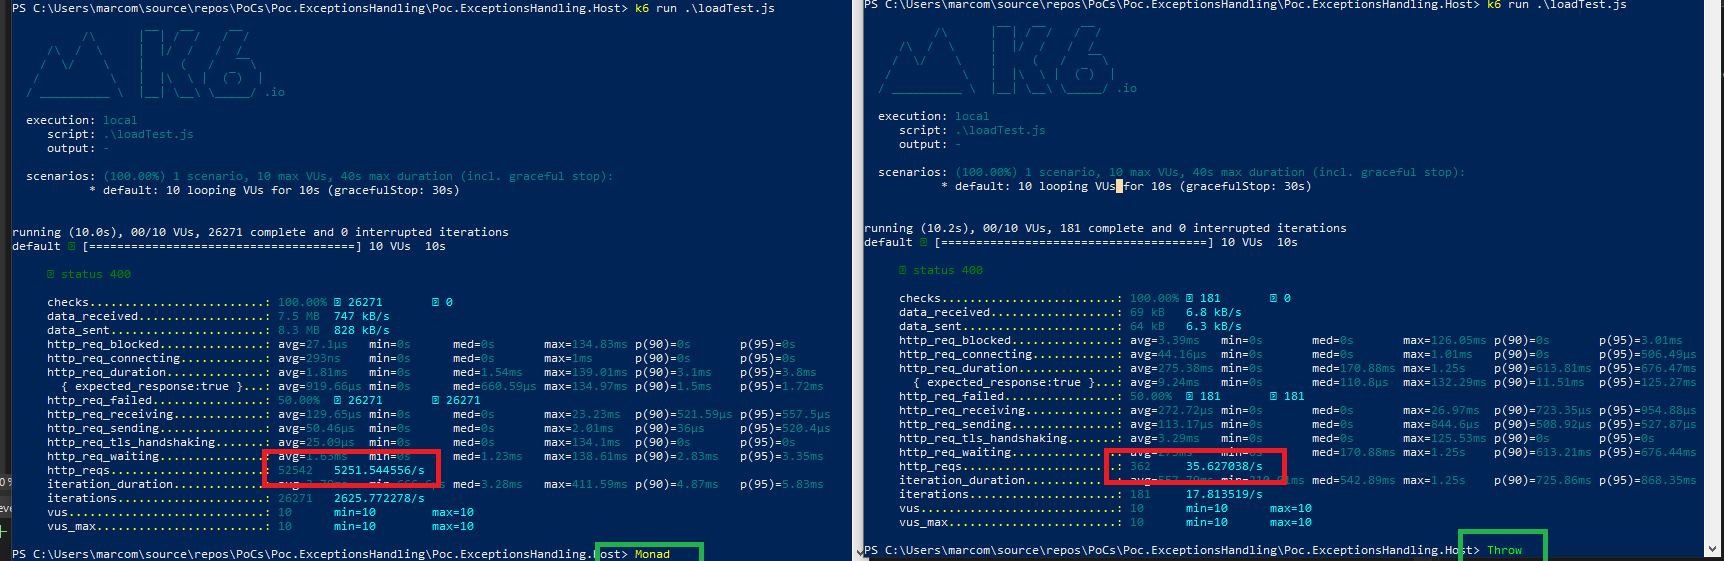 PS C:\Users\marcom\source\repos\PoCs\Poc.ExceptionsHandling\Poc.ExceptionsHandling.Host> k6 run .\loadTest.js
.io
execution: local
script: .\loadTest.js
output: -
scenarios: (100.00%) 1 scenario, 10 max VUs, 40s max duration (incl. graceful stop):
* default: 10 looping VUs for 10s (gracefulStop: 30s)
running (10.0s), 00/10 VUs, 26271 complete and 0 interrupted iterations
default [======================================] 10 VUs 10s
status 400
checks.........................: 100.00% 26271 0
data_received..................: 7.5 MB 747 kB/s
data_sent......................: 8.3 MB 828 kB/s
http_req_blocked...............: avg=27.1µs min=0s med=0s max=134.83ms p(90)=0s p(95)=0s
http_req_connecting............: avg=293ns min=0s med=0s max=1ms p(90)=0s p(95)=0s
http_req_duration..............: avg=1.81ms min=0s med=1.54ms max=139.01ms p(90)=3.1ms p(95)=3.8ms
{ expected_response:true }...: avg=919.66µs min=0s med=660.59µs max=134.97ms p(90)=1.5ms p(95)=1.72ms
http_req_failed................: 50.00% 26271 26271
http_req_receiving.............: avg=129.65µs min=0s med=0s max=23.23ms p(90)=521.59µs p(95)=557.5µs
http_req_sending...............: avg=50.46µs min=0s med=0s max=2.01ms p(90)=36µs p(95)=520.4µs
http_req_tls_handshaking.......: avg=25.09µs min=0s med=0s max=134.1ms p(90)=0s p(95)=0s
http_req_waiting...............: avg=1.63ms min=0s med=1.23ms max=138.61ms p(90)=2.83ms p(95)=3.35ms
http_reqs......................: 52542 5251.544556/s
iteration_duration.............: med=3.28ms max=411.59ms p(90)=4.87ms p(95)=5.83ms
iterations.....................: 26271 2625.772278/s
vus............................: 10 min=10 max=10
vus_max........................: 10 min=10 max=10
PS C:\Users\marcom\source\repos\PoCs\Poc.ExceptionsHandling\Poc.ExceptionsHandling.Host> Monad
PS C:\Users\marcom\source\repos\PoCs\Poc.ExceptionsHandling\Poc.ExceptionsHandling.Host> k6 run .\loadTest.js
.io
execution: local
script: .\loadTest.js
output: -
scenarios: (100.00%) 1 scenario, 10 max VUs, 40s max duration (incl. graceful stop):
* default: 10 looping VUs for 10s (gracefulStop: 30s)
running (10.2s), 00/10 VUs, 181 complete and 0 interrupted iterations
default [======================================] 10 VUs 10s
status 400
checks.........................: 100.00% 181 0
data_received..................: 69 kB 6.8 kB/s
data_sent......................: 64 kB 6.3 kB/s
http_req_blocked...............: avg=3.39ms min=0s med=0s max=126.05ms p(90)=0s p(95)=3.01ms
http_req_connecting............: avg=44.16µs min=0s med=0s max=1.01ms p(90)=0s p(95)=506.49µs
http_req_duration..............: avg=275.38ms min=0s med=170.88ms max=1.25s p(90)=613.81ms p(95)=676.47ms
{ expected_response:true }...: avg=9.24ms min=0s med=110.8µs max=132.29ms p(90)=11.51ms p(95)=125.27ms
http_req_failed................: 50.00% 181 181
http_req_receiving.............: avg=272.72µs min=0s med=0s max=26.97ms p(90)=723.35µs p(95)=954.88µs
http_req_sending...............: avg=113.17µs min=0s med=0s max=844.6µs p(90)=508.92µs p(95)=527.87µs
http_req_tls_handshaking.......: avg=3.29ms min=0s med=0s max=125.53ms p(90)=0s p(95)=0s
http_req_waiting...............: avg=275ms min=0s med=170.88ms max=1.25s p(90)=613.21ms p(95)=676.44ms
http_reqs......................: 362 35.627038/s
iteration_duration.............: med=542.89ms max=1.25s p(90)=725.86ms p(95)=868.35ms
iterations.....................: 181 17.813519/s
vus............................: 10 min=10 max=10
vus_max........................: 10 min=10 max=10
PS C:\Users\marcom\source\repos\PoCs\Poc.ExceptionsHandling\Poc.ExceptionsHandling.Host> Throw